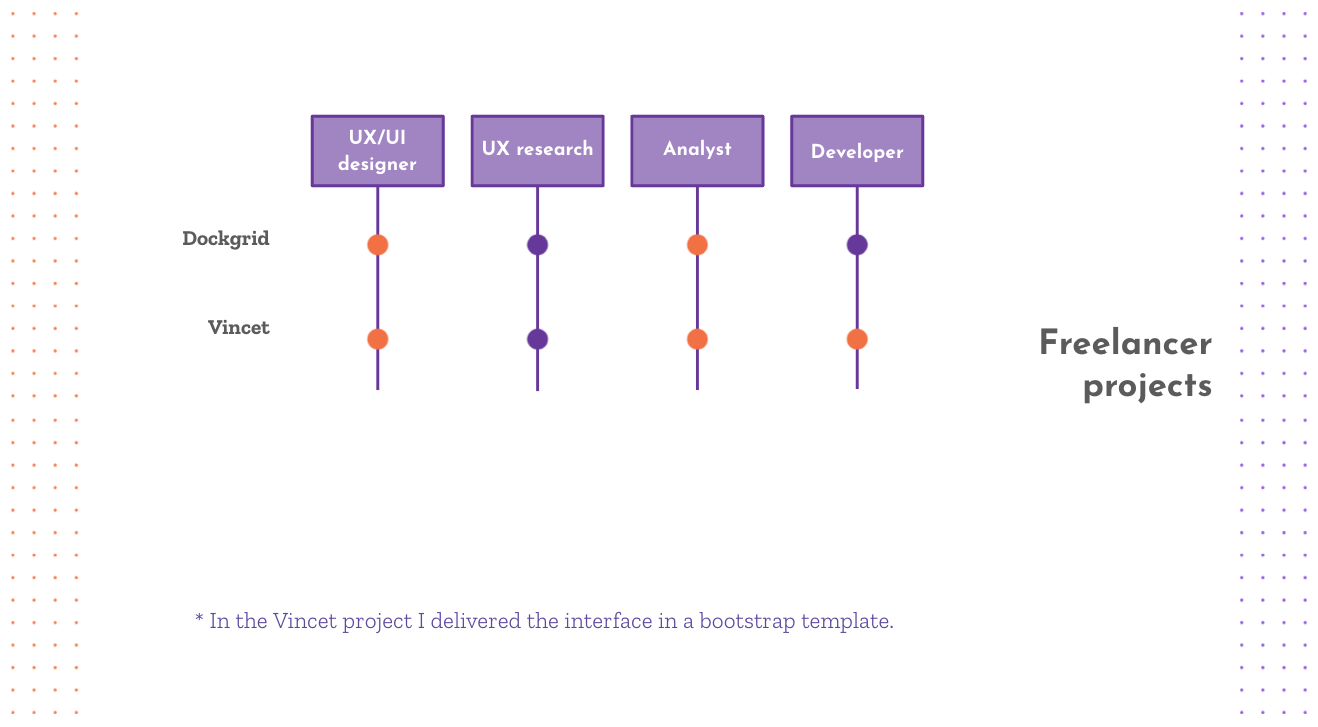 UX/UI
designer
UX research
Analyst
Developer
Dockgrid
Vincet
Freelancer
projects
* In the Vincet project I delivered the interface in a bootstrap template.